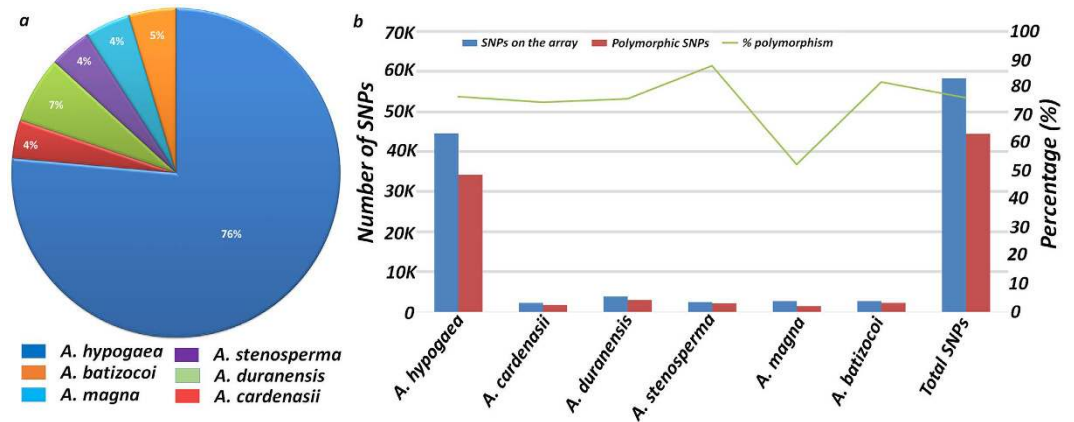 a
5%
4%
4%
7%
4%
76%
A. hypogaea
A. stenosperma
A. batizocoi
A. duranensis
A. magna
A. cardenasii
b
SNPs on the array
Polymorphic SNPs
% polymorphism
Number of SNPs
70K
60K
50K
40K
30K
20K
10K
0
Percentage (%)
100
90
80
70
60
50
40
30
20
10
0
A. hypogaea
A. cardenasii
A. duranensis
A. stenosperma
A. magna
A. batizocoi
Total SNPs